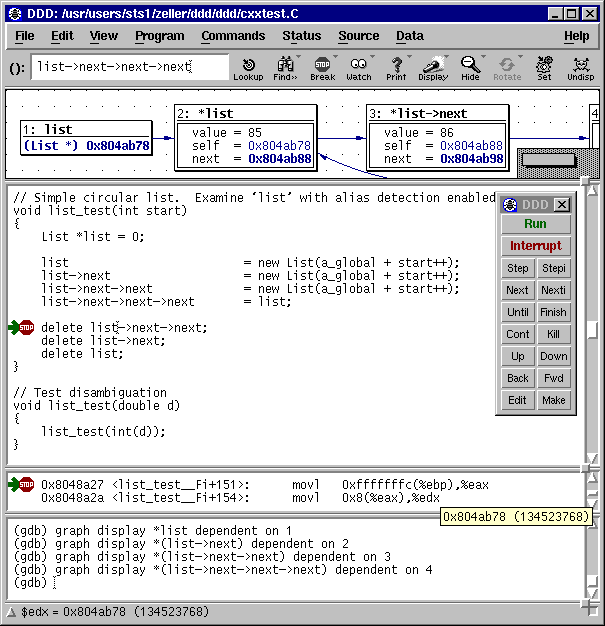 DDD: /usr/users/sts1/zeller/ddd/ddd/cxxtest.C
File Edit View Program Commands Status Source Data Help
(): list->next->next->next
Lookup Find>> Break Watch Print Display Hide Rotate Set Undisp
1: list
(List *) 0x804ab78
2: *list
value = 85
self = 0x804ab78
next = 0x804ab88
3: *list->next
value = 86
self = 0x804ab88
next = 0x804ab98
4
// Simple circular list.  Examine ‘list’ with alias detection enabled
void list_test(int start)
{
List *list = 0;
list = new List(a_global + start++);
list->next = new List(a_global + start++);
list->next->next = new List(a_global + start++);
list->next->next->next = list;
STOP delete list->next->next;
delete list->next;
delete list;
}
// Test disambiguation
void list_test(double d)
{
list_test(int(d));
}
DDD
Run
Interrupt
Step Stepi
Next Nexti
Until Finish
Cont Kill
Up Down
Back Fwd
Edit Make
STOP 0x8048a27 <list_test__Fi+151>: movl 0xfffffffc(%ebp),%eax
0x8048a2a <list_test__Fi+154>: movl 0x8(%eax),%edx
0x804ab78 (134523768)
(gdb) graph display *list dependent on 1
(gdb) graph display *(list->next) dependent on 2
(gdb) graph display *(list->next->next) dependent on 3
(gdb) graph display *(list->next->next->next) dependent on 4
(gdb)
$edx = 0x804ab78 (134523768)